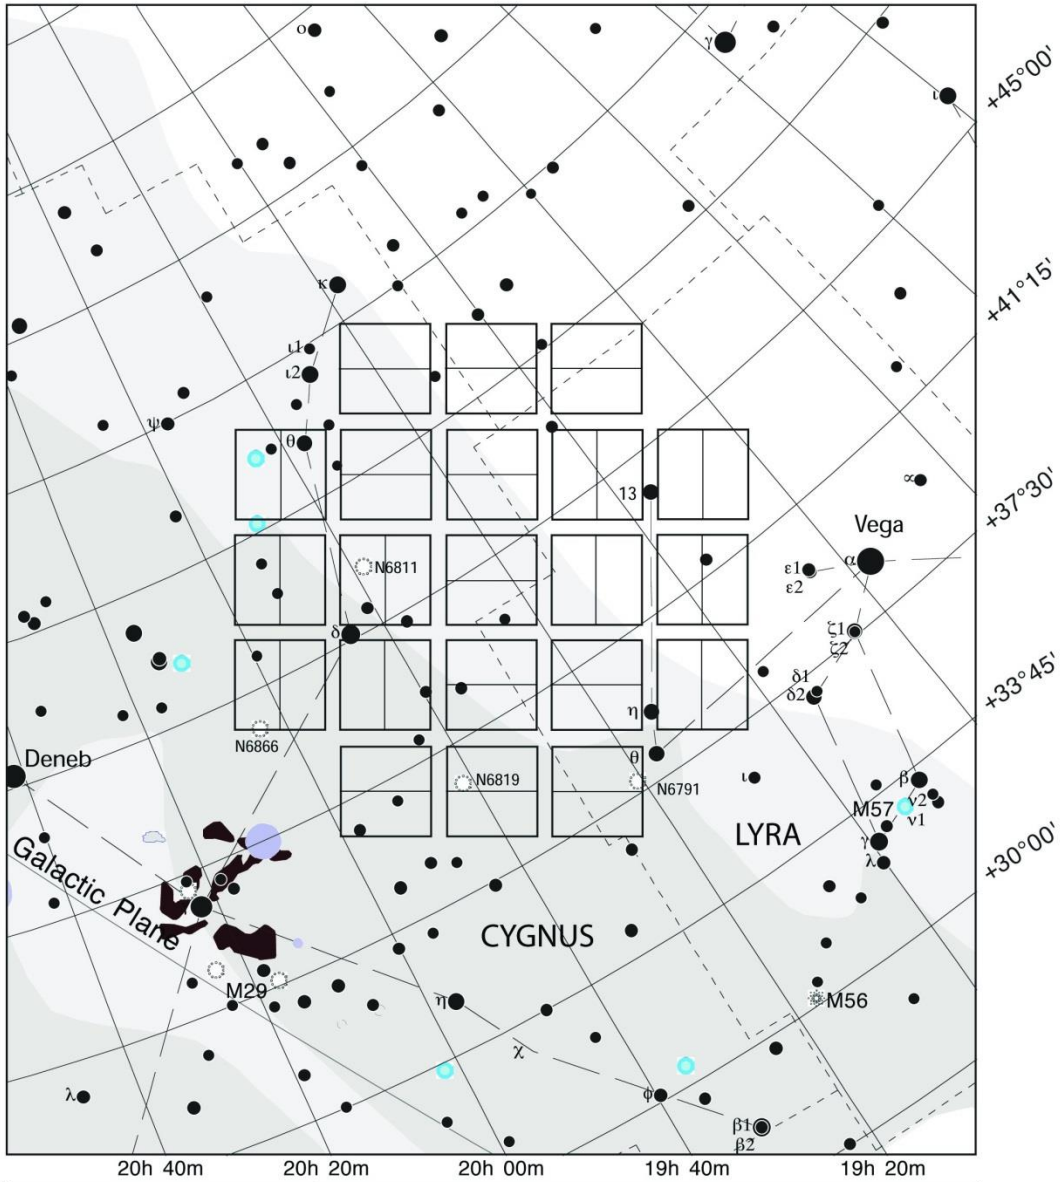 ο
γ
ι
+45°00'
κ
+41°15'
ι1
ι2
ψ
θ
13
α
+37°30'
Vega
α
ε1
ε2
N6811
δ
ζ1
ζ2
δ1
δ2
+33°45'
η
N6866
Deneb
θ
N6819
N6791
ι
β
M57
ν2
ν1
LYRA
γ
λ
+30°00'
Galactic Plane
CYGNUS
M29
η
M56
χ
λ
φ
β1
β2
20h 40m
20h 20m
20h 00m
19h 40m
19h 20m